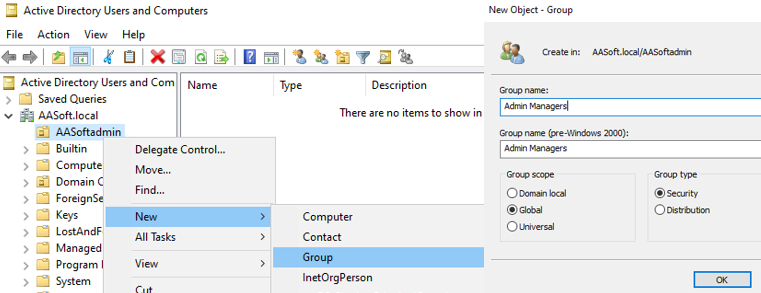 Active Directory Users and Computers
File Action View Help
Active Directory Users and Com
Saved Queries
AASoft.local
AASoftadmin
Builtin
Compute
Domain C
ForeignSe
Keys
LostAndF
Managed
Program D
System
Name Type Description
There are no items to show in
Delegate Control...
Move...
Find...
New
All Tasks
View
Cut
Computer
Contact
Group
InetOrgPerson
New Object - Group
Create in: AASoft.local/AASoftadmin
Group name:
Admin Managers
Group name (pre-Windows 2000):
Admin Managers
Group scope
Domain local
Global
Universal
Group type
Security
Distribution
OK